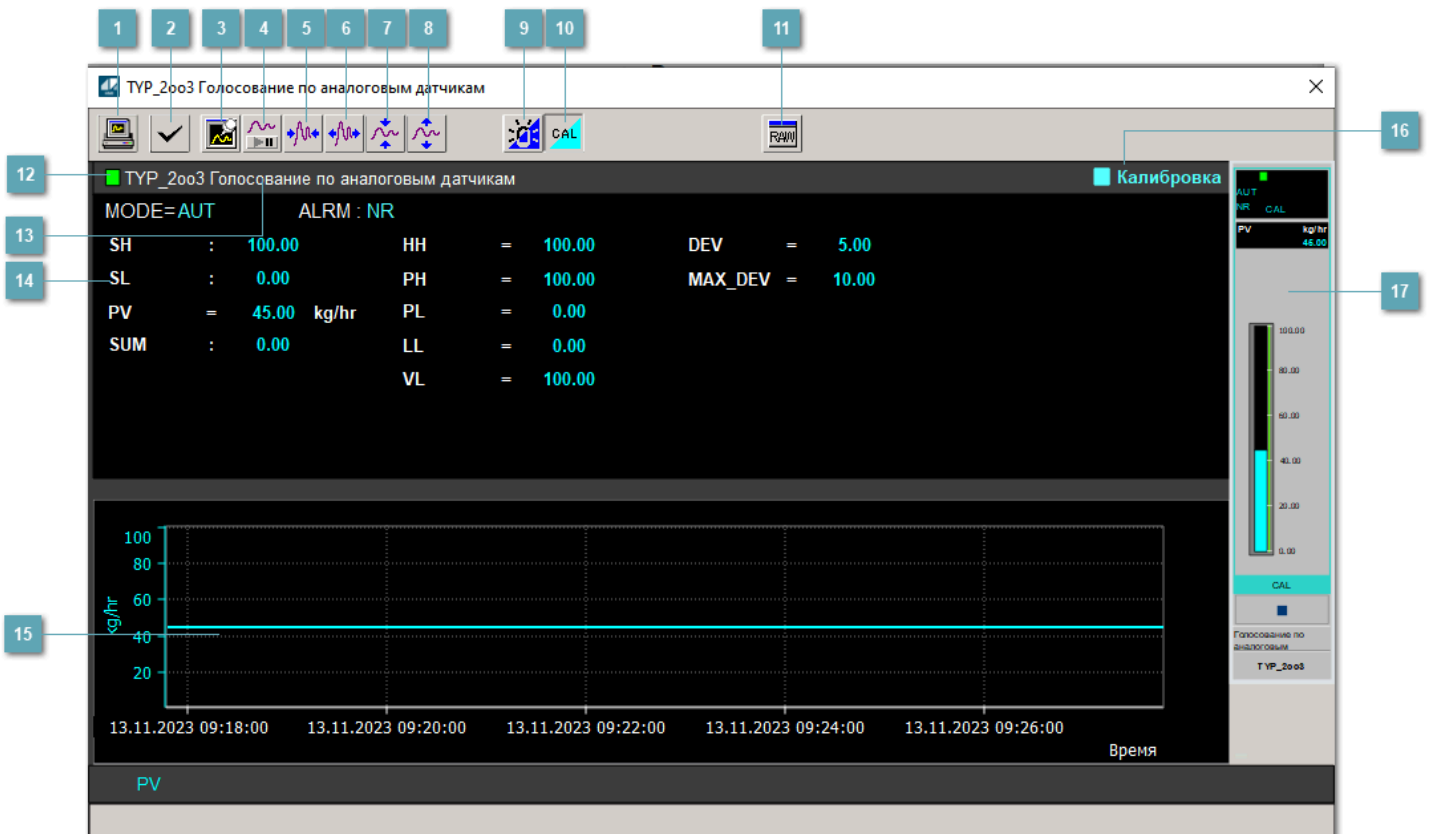 1 2 3 4 5 6 7 8 9 10 11
TYP_2oo3 Голосование по аналоговым датчикам
CAL RAW
16
12
TYP_2oo3 Голосование по аналоговым датчикам
Калибровка
MODE=AUT ALRM : NR
13
SH : 100.00 HH = 100.00 DEV = 5.00
14
SL : 0.00 PH = 100.00 MAX_DEV = 10.00
PV = 45.00 kg/hr PL = 0.00
SUM : 0.00 LL = 0.00
VL = 100.00
AUT
NR CAL
PV kg/hr
45.00
17
100.00
80.00
60.00
40.00
20.00
0.00
CAL
Голосование по
аналоговым
TYP_2oo3
15
kg/hr
100
80
60
40
20
13.11.2023 09:18:00 13.11.2023 09:20:00 13.11.2023 09:22:00 13.11.2023 09:24:00 13.11.2023 09:26:00
Время
PV